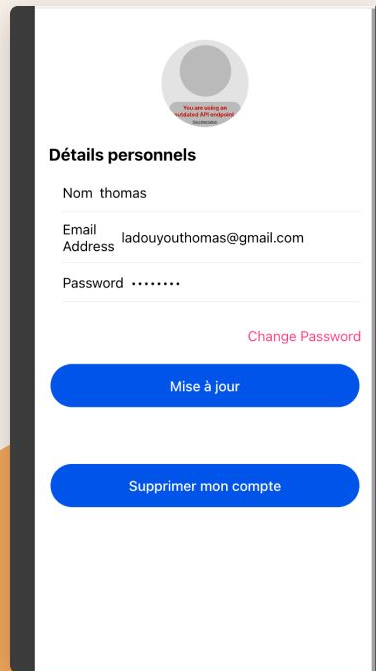 You are using an
outdated API endpoint
Détails personnels
Nom thomas
Email
Address ladouyouthomas@gmail.com
Password ••••••••
Change Password
Mise à jour
Supprimer mon compte